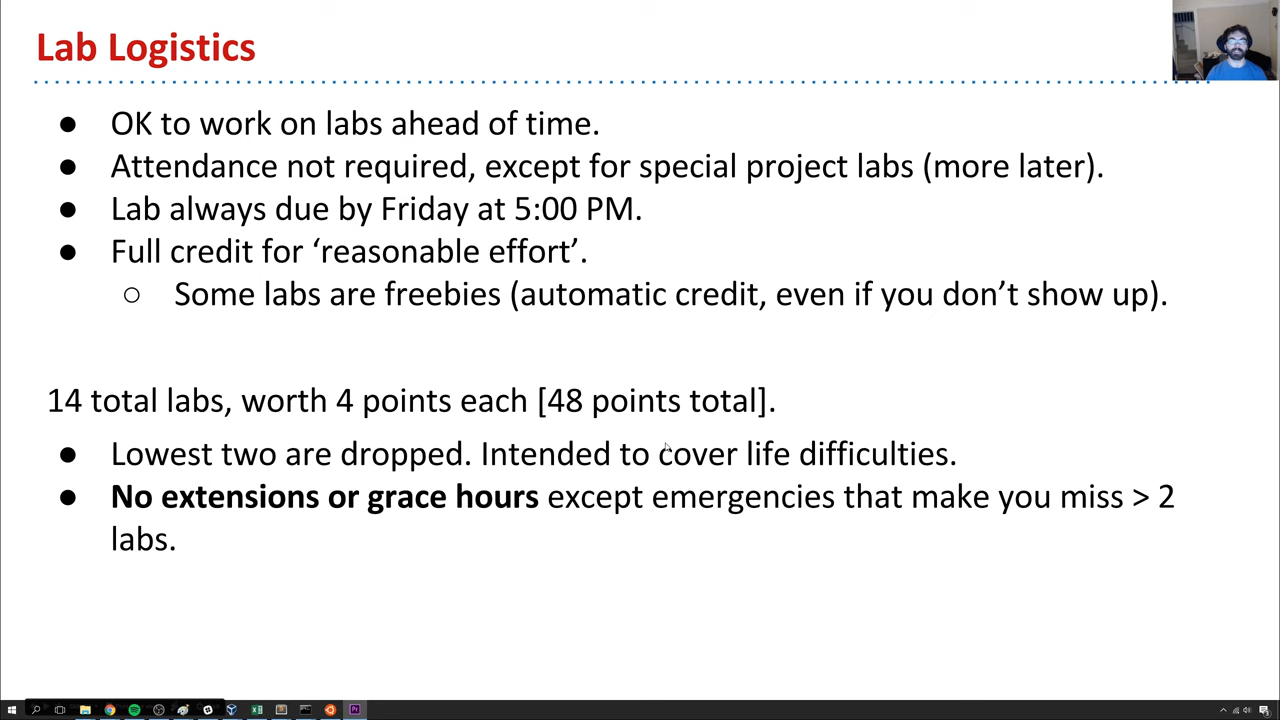 Lab Logistics
● OK to work on labs ahead of time.
● Attendance not required, except for special project labs (more later).
● Lab always due by Friday at 5:00 PM.
● Full credit for ‘reasonable effort’.
○ Some labs are freebies (automatic credit, even if you don’t show up).
14 total labs, worth 4 points each [48 points total].
● Lowest two are dropped. Intended to cover life difficulties.
● No extensions or grace hours except emergencies that make you miss > 2
labs.